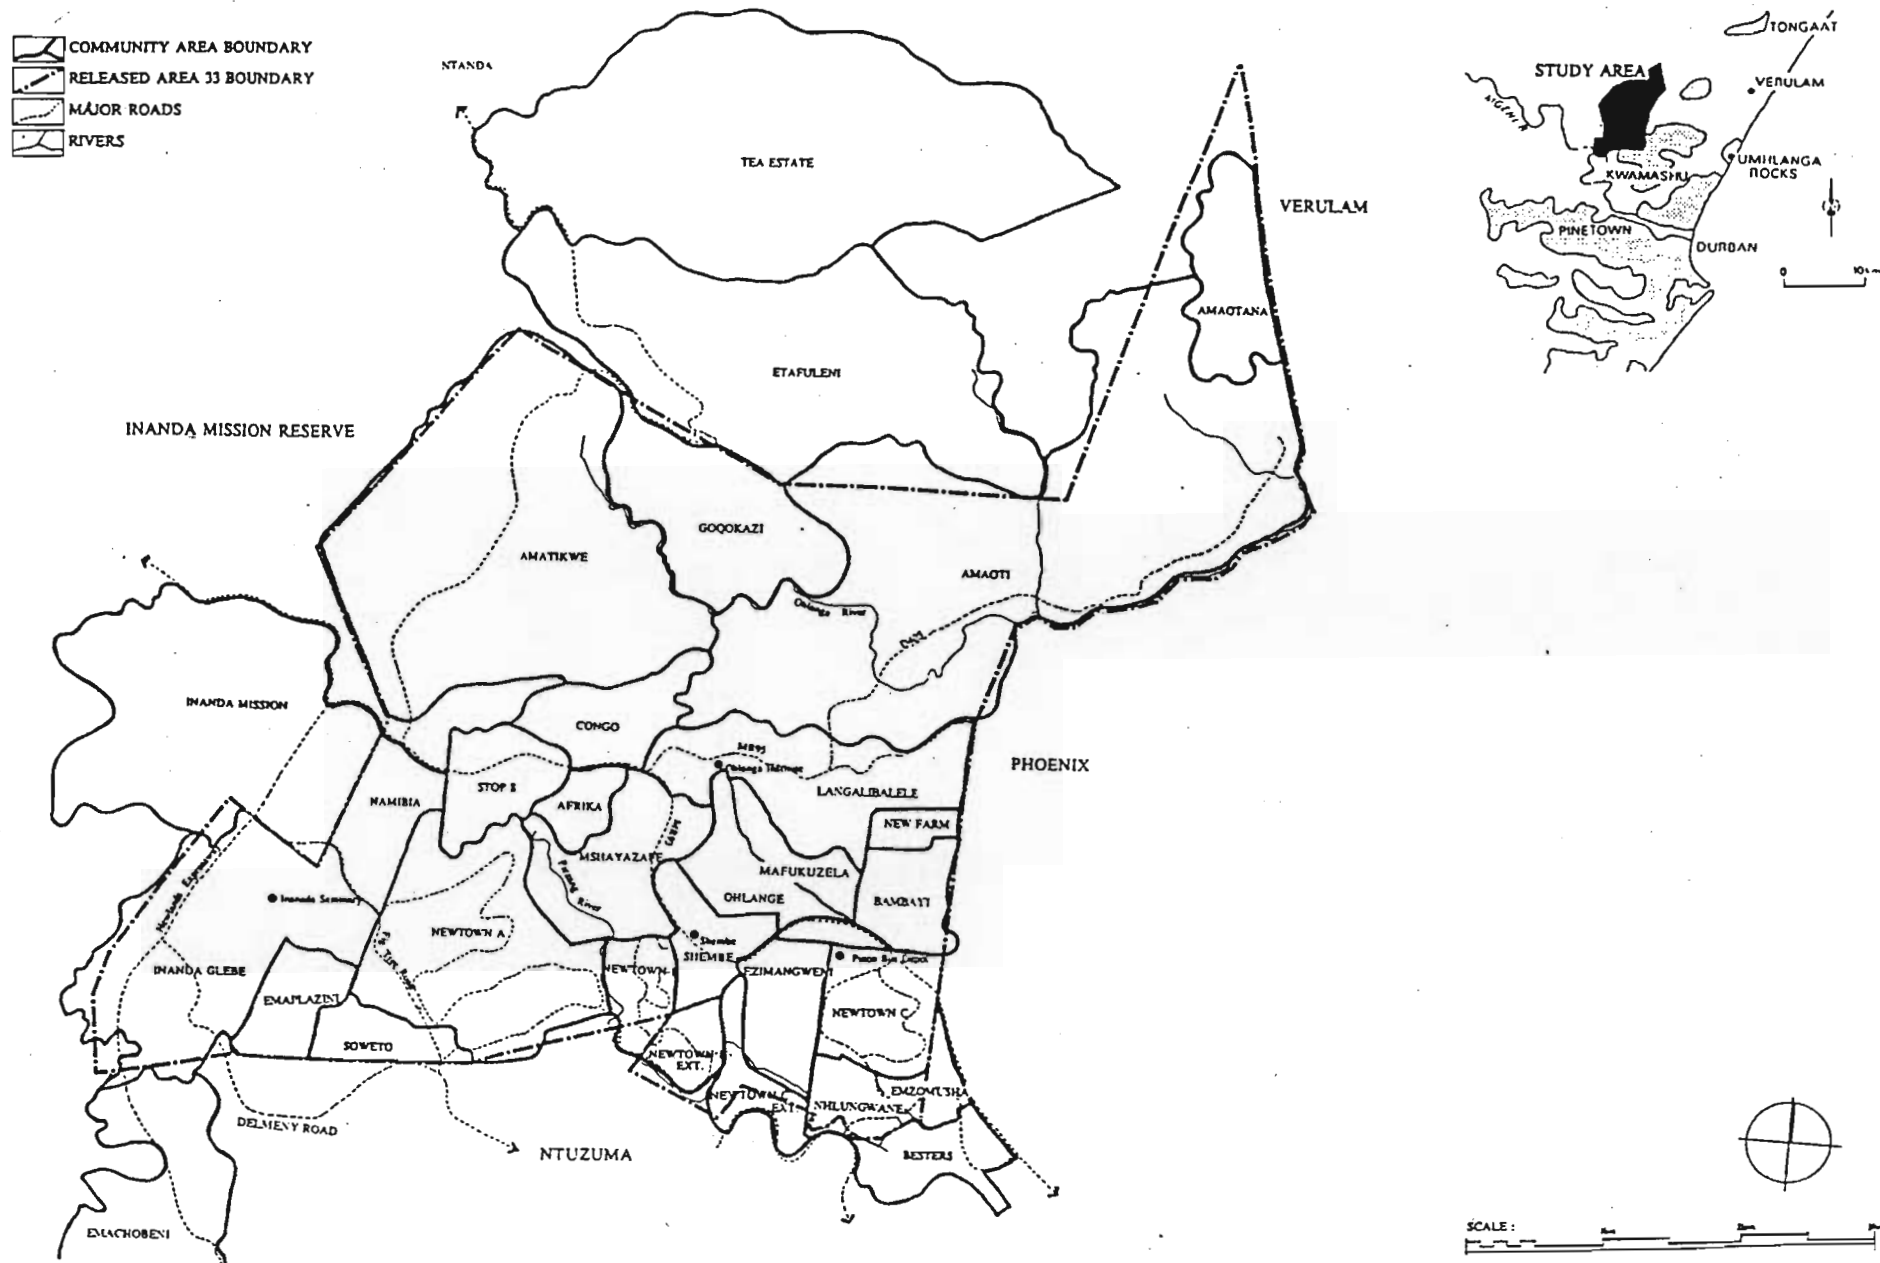 COMMUNITY AREA BOUNDARY
RELEASED AREA 33 BOUNDARY
MAJOR ROADS
RIVERS
NTANDA
TEA ESTATE
VERULAM
AMAOTANA
ETAFULENI
INANDA MISSION RESERVE
GOQOKAZI
AMATIKWE
AMAOTI
Ohlanga River
INANDA MISSION
CONGO
MR93
PHOENIX
STOP 8
NAMIBIA
AFRIKA
LANGALIBALELE
NEW FARM
MSHAYAZAFE
MAFUKUZELA
OHLANGE
BAMBAYI
Piesang River
Inanda Seminary
NEWTOWN A
Shembe
SHEMBE
INANDA GLEBE
NEWTOWN
EZIMANGWENI
EMAPLAZINI
NEWTOWN C
SOWETO
NEWTOWN
EXT.
NEWTOWN C
EXT.
NHLUNGWANE
EMZOMUSHA
DELMENY ROAD
NTUZUMA
BESTERS
EMACHOBENI
TONGAAT
STUDY AREA
VERULAM
UMHLANGA
ROCKS
KWAMASHU
PINETOWN
DURBAN
0
SCALE :